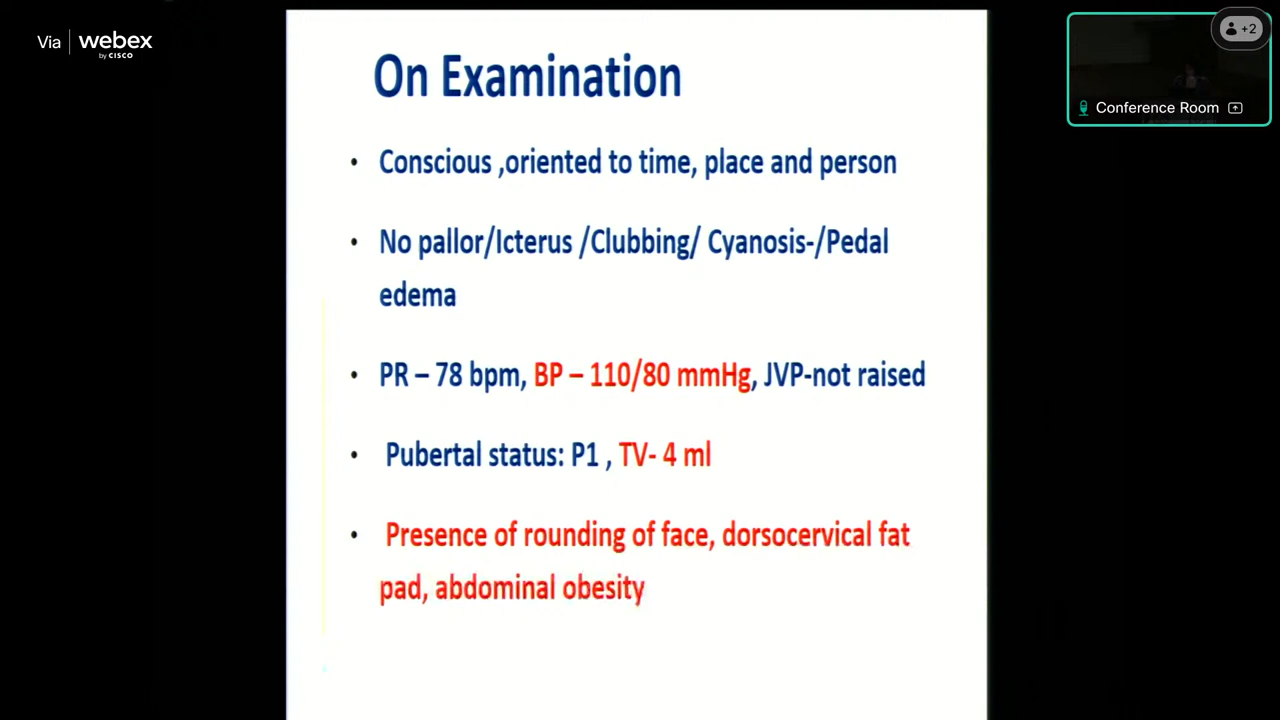 Via webex
by CISCO
+2
Conference Room
On Examination
• Conscious ,oriented to time, place and person
• No pallor/Icterus /Clubbing/ Cyanosis-/Pedal
edema
• PR – 78 bpm, BP – 110/80 mmHg, JVP-not raised
• Pubertal status: P1 , TV- 4 ml
• Presence of rounding of face, dorsocervical fat
pad, abdominal obesity